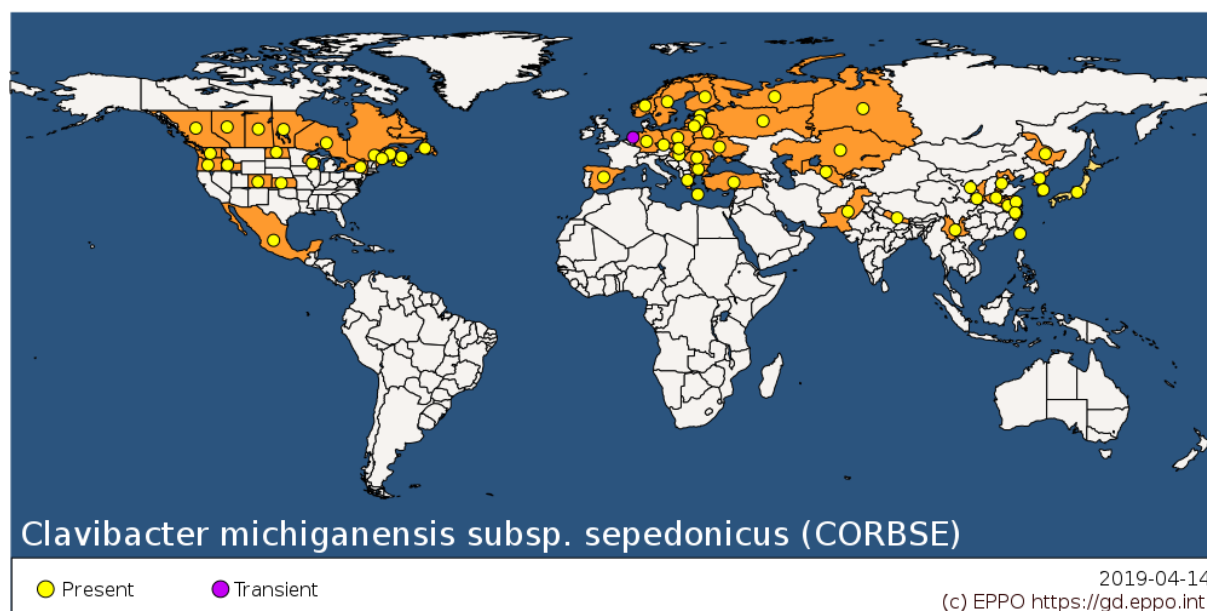 Clavibacter michiganensis subsp. sepedonicus (CORBSE)
Present
Transient
2019-04-14
(c) EPPO https://gd.eppo.int